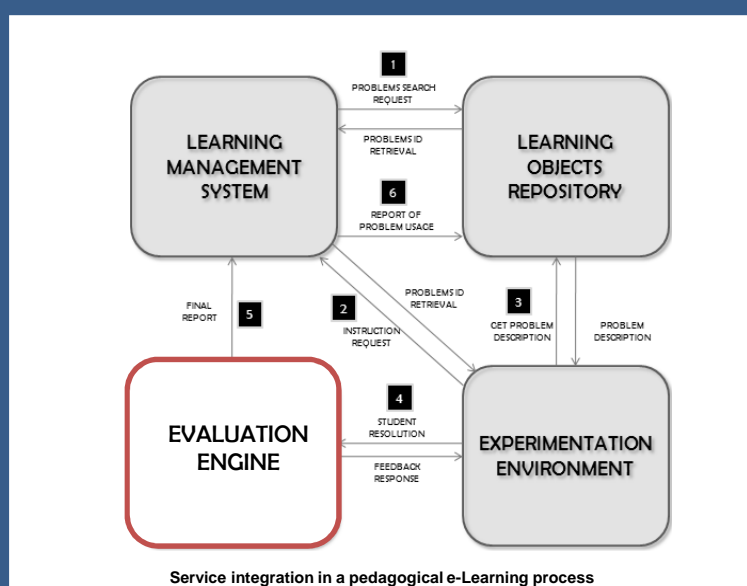 1
PROBLEMS SEARCH
REQUEST
LEARNING
MANAGEMENT
SYSTEM
PROBLEMS ID
RETRIEVAL
LEARNING
OBJECTS
REPOSITORY
6
REPORT OF
PROBLEM USAGE
PROBLEMS ID
RETRIEVAL
FINAL
REPORT
5
2
INSTRUCTION
REQUEST
3
GET PROBLEM
DESCRIPTION
PROBLEM
DESCRIPTION
EVALUATION
ENGINE
4
STUDENT
RESOLUTION
FEEDBACK
RESPONSE
EXPERIMENTATION
ENVIRONMENT
Service integration in a pedagogical e-Learning process